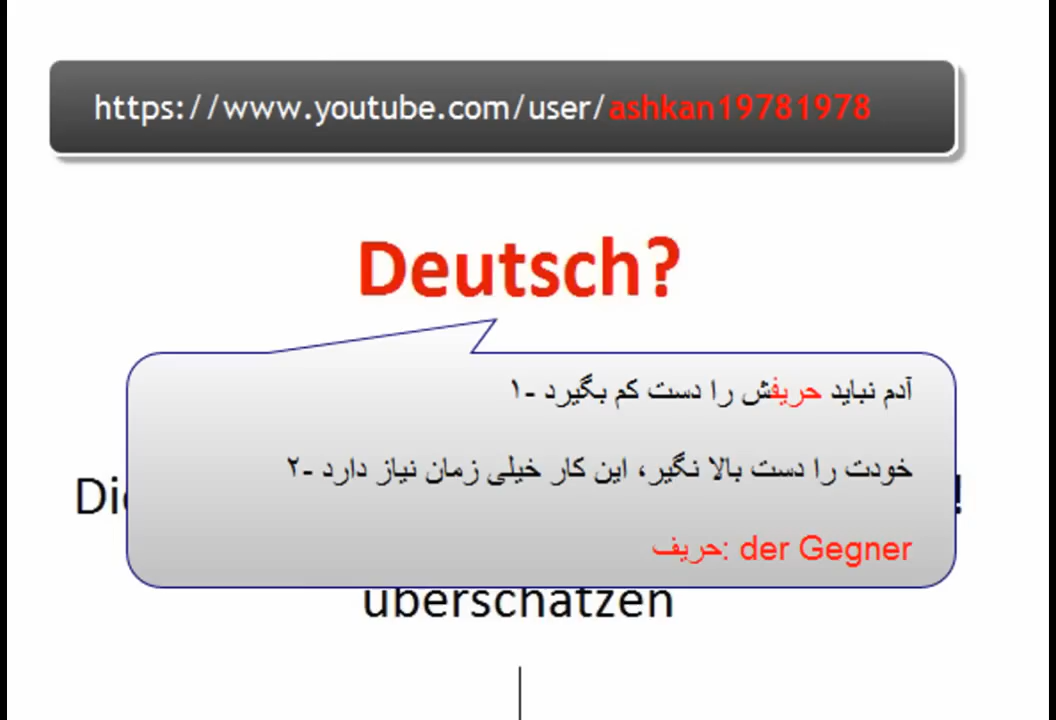 https://www.youtube.com/user/ashkan19781978
Deutsch?
آدم نباید حریفش را دست کم بگیرد -۱
خودت را دست بالا نگیر، این کار خیلی زمان نیاز دارد -۲
حریف: der Gegner
!
überschätzen